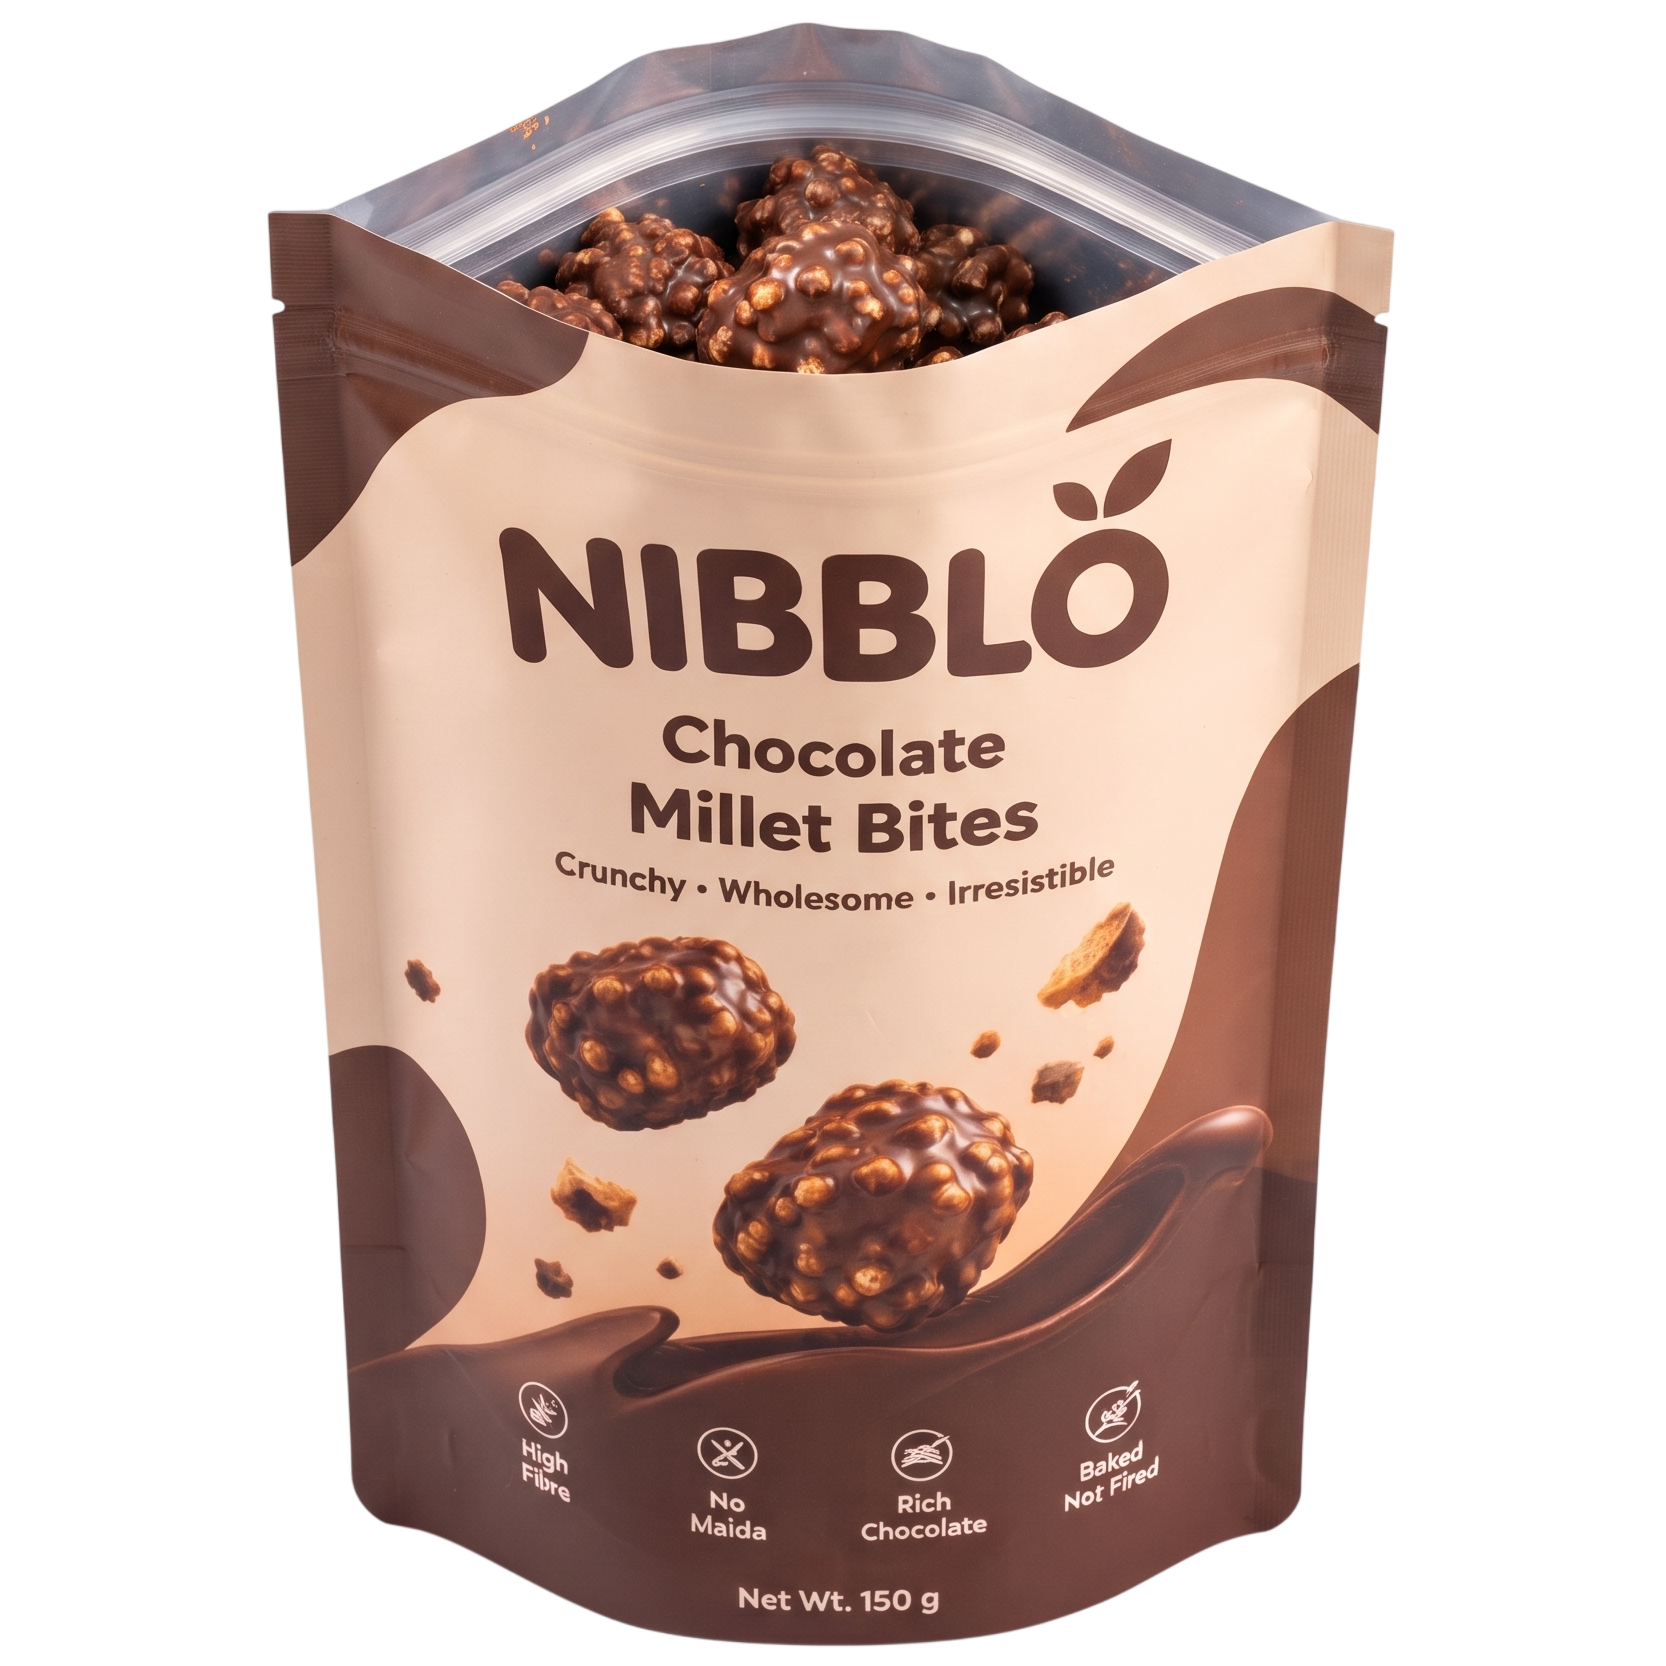 NIBBLO
Chocolate
Millet Bites
Crunchy • Wholesome • Irresistible
High
Fibre
No
Maida
Rich
Chocolate
Baked
Not Fired
Net Wt. 150 g